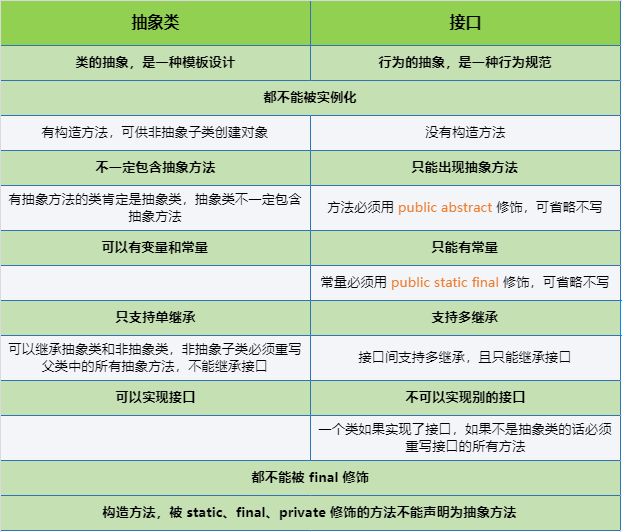 抽象类
接口
类的抽象，是一种模板设计
行为的抽象，是一种行为规范
都不能被实例化
有构造方法，可供非抽象子类创建对象
没有构造方法
不一定包含抽象方法
只能出现抽象方法
有抽象方法的类肯定是抽象类，抽象类不一定包含
抽象方法
方法必须用 public abstract 修饰，可省略不写
可以有变量和常量
只能有常量
常量必须用 public static final 修饰，可省略不写
只支持单继承
支持多继承
可以继承抽象类和非抽象类，非抽象子类必须重写
父类中的所有抽象方法，不能继承接口
接口间支持多继承，且只能继承接口
可以实现接口
不可以实现别的接口
一个类如果实现了接口，如果不是抽象类的话必须
重写接口的所有方法
都不能被 final 修饰
构造方法，被 static、final、private 修饰的方法不能声明为抽象方法